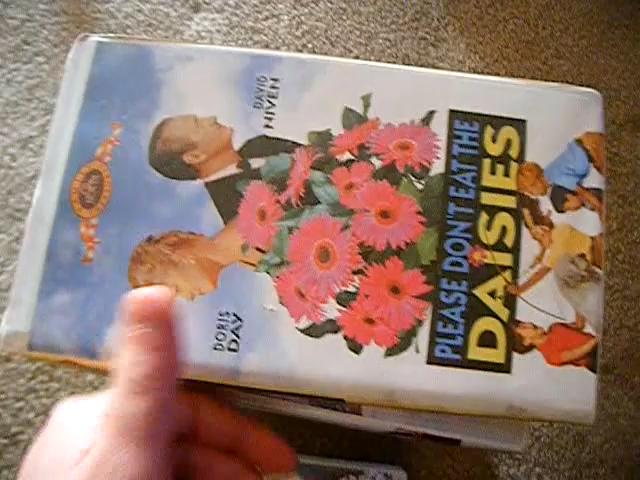 DAVID
NIVEN
DORIS
DAY
PLEASE DON'T EAT THE
DAISIES